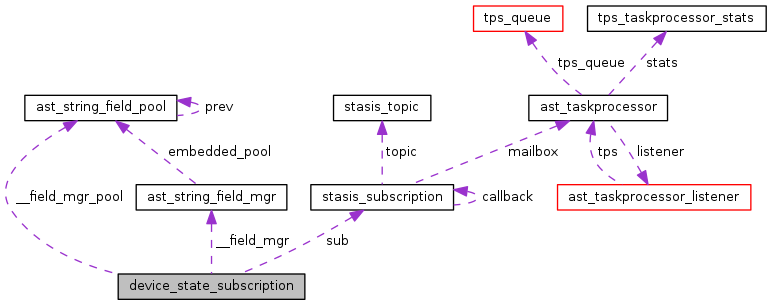 tps_queue
tps_taskprocessor_stats
tps_queue
stats
ast_string_field_pool
prev
stasis_topic
ast_taskprocessor
embedded_pool
topic
mailbox
tps
listener
__field_mgr_pool
ast_string_field_mgr
stasis_subscription
callback
ast_taskprocessor_listener
__field_mgr
sub
device_state_subscription